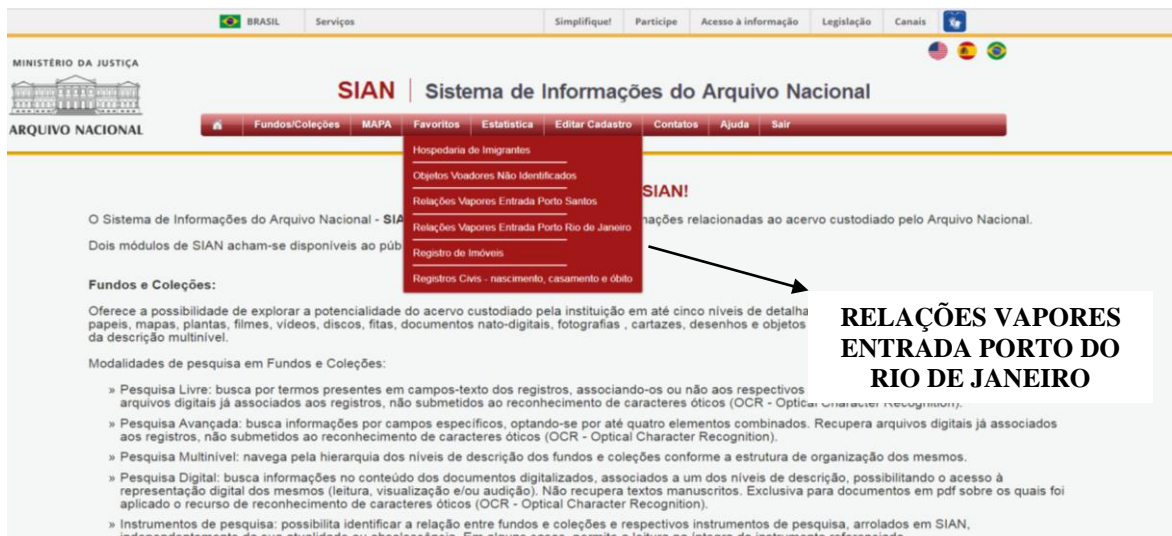 BRASIL Serviços Simplifique! Participe Acesso à informação Legislação Canais
MINISTÉRIO DA JUSTIÇA
ARQUIVO NACIONAL
SIAN | Sistema de Informações do Arquivo Nacional
Fundos/Coleções MAPA Favoritos Estatística Editar Cadastro Contatos Ajuda Sair
Hospedaria de Imigrantes
Objetos Voadores Não Identificados
Relações Vapores Entrada Porto Santos
Relações Vapores Entrada Porto Rio de Janeiro
Registro de Imóveis
Registros Civis - nascimento, casamento e óbito
SIAN!
O Sistema de Informações do Arquivo Nacional - SIA mações relacionadas ao acervo custodiado pelo Arquivo Nacional.
Dois módulos de SIAN acham-se disponíveis ao púb
Fundos e Coleções:
Oferece a possibilidade de explorar a potencialidade do acervo custodiado pela instituição em até cinco níveis de detalha
papeis, mapas, plantas, filmes, vídeos, discos, fitas, documentos nato-digitais, fotografias , cartazes, desenhos e objetos
da descrição multinível.
Modalidades de pesquisa em Fundos e Coleções:
» Pesquisa Livre: busca por termos presentes em campos-texto dos registros, associando-os ou não aos respectivos
arquivos digitais já associados aos registros, não submetidos ao reconhecimento de caracteres óticos (OCR - Optical Character Recognition).
» Pesquisa Avançada: busca informações por campos específicos, optando-se por até quatro elementos combinados. Recupera arquivos digitais já associados
aos registros, não submetidos ao reconhecimento de caracteres óticos (OCR - Optical Character Recognition).
» Pesquisa Multinível: navega pela hierarquia dos níveis de descrição dos fundos e coleções conforme a estrutura de organização dos mesmos.
» Pesquisa Digital: busca informações no conteúdo dos documentos digitalizados, associados a um dos níveis de descrição, possibilitando o acesso à
representação digital dos mesmos (leitura, visualização e/ou audição). Não recupera textos manuscritos. Exclusiva para documentos em pdf sobre os quais foi
aplicado o recurso de reconhecimento de caracteres óticos (OCR - Optical Character Recognition).
» Instrumentos de pesquisa: possibilita identificar a relação entre fundos e coleções e respectivos instrumentos de pesquisa, arrolados em SIAN,
RELAÇÕES VAPORES
ENTRADA PORTO DO
RIO DE JANEIRO